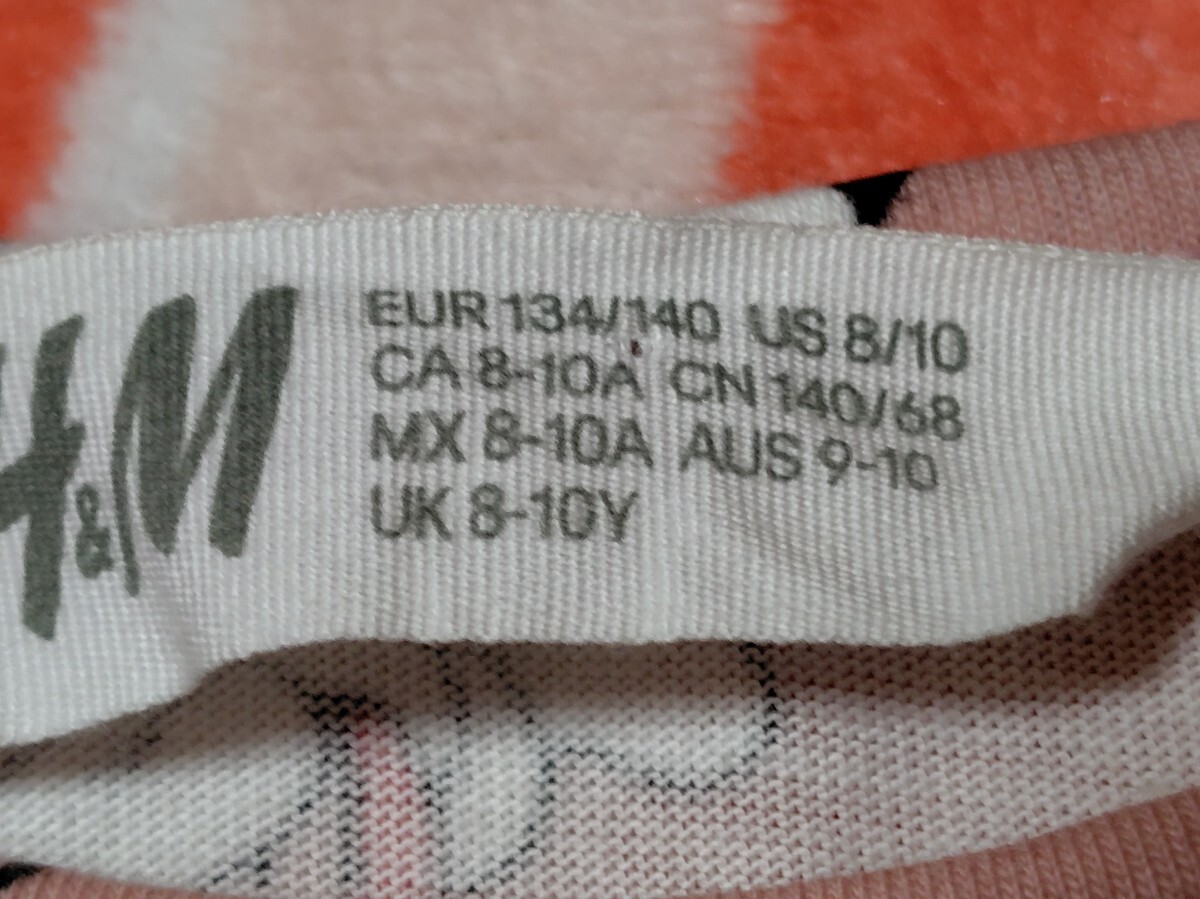 H&M
EUR 134/140 US 8/10
CA 8-10A CN 140/68
MX 8-10A AUS 9-10
UK 8-10Y